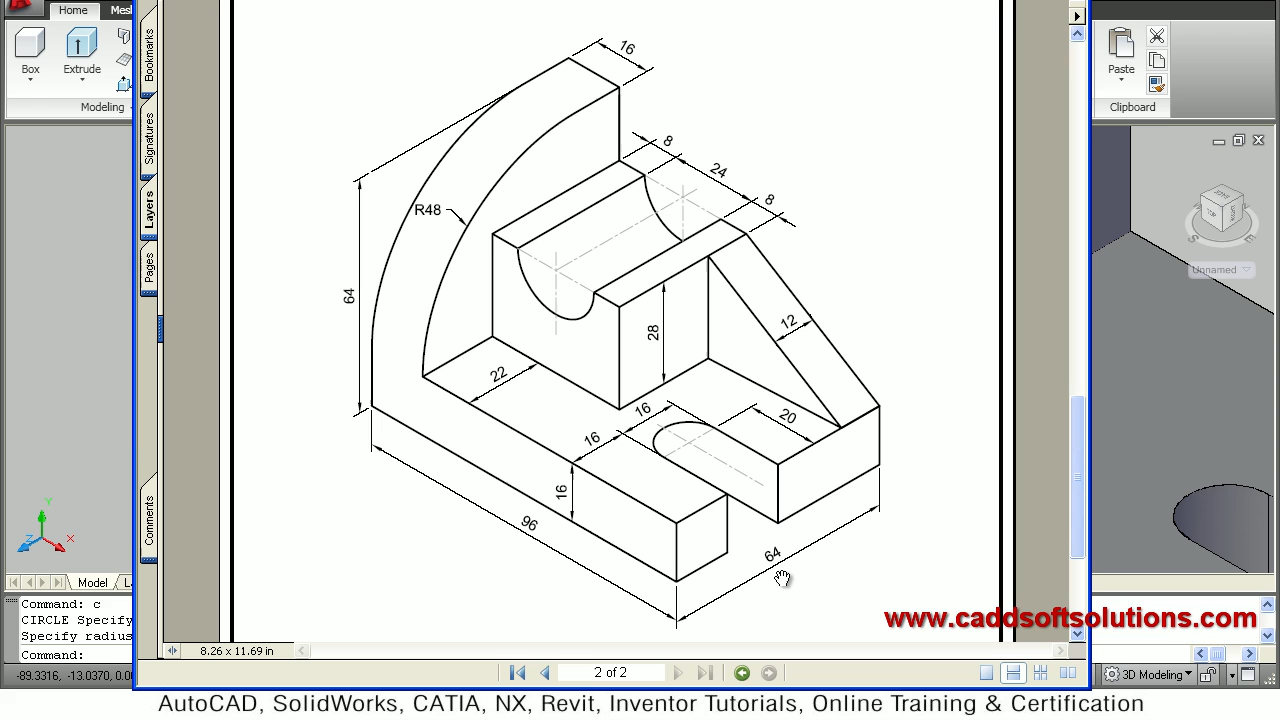 Home
Mes
Box
Extrude
Modeling
Bookmarks
Signatures
Layers
Pages
Comments
Paste
Clipboard
16
8
24
8
R48
64
12
28
22
16
20
16
16
96
64
Unnamed
S
TOP
Y
X
Z
Model
Command: c
CIRCLE Specify
Specify radius
Command:
8.26 x 11.69 in
2 of 2
-89.3316, -13.0370, 0.00
3D Modeling
www.caddsoftsolutions.com
AutoCAD, SolidWorks, CATIA, NX, Revit, Inventor Tutorials, Online Training & Certification